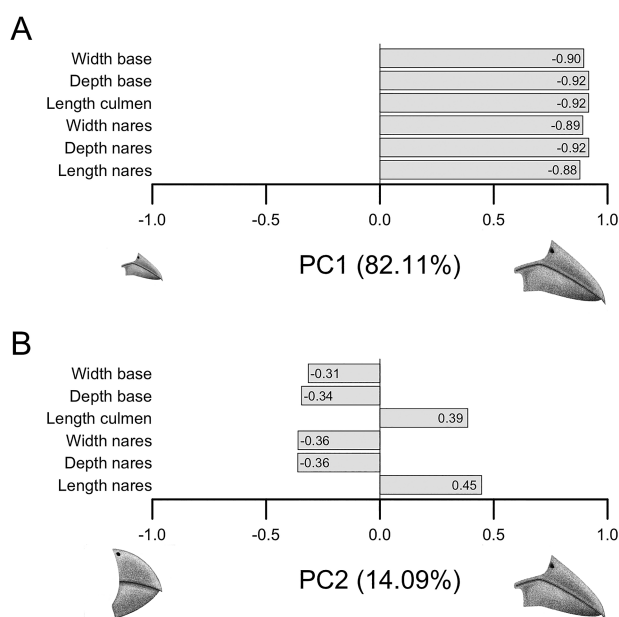 A
Width base -0.90
Depth base -0.92
Length culmen -0.92
Width nares -0.89
Depth nares -0.92
Length nares -0.88
-1.0 -0.5 0.0 0.5 1.0
PC1 (82.11%)
B
Width base -0.31
Depth base -0.34
Length culmen 0.39
Width nares -0.36
Depth nares -0.36
Length nares 0.45
-1.0 -0.5 0.0 0.5 1.0
PC2 (14.09%)